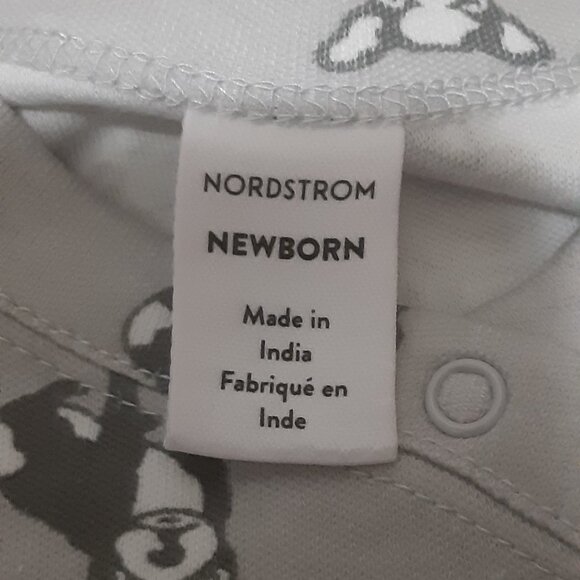 NORDSTROM
NEWBORN
Made in
India
Fabriqué en
Inde